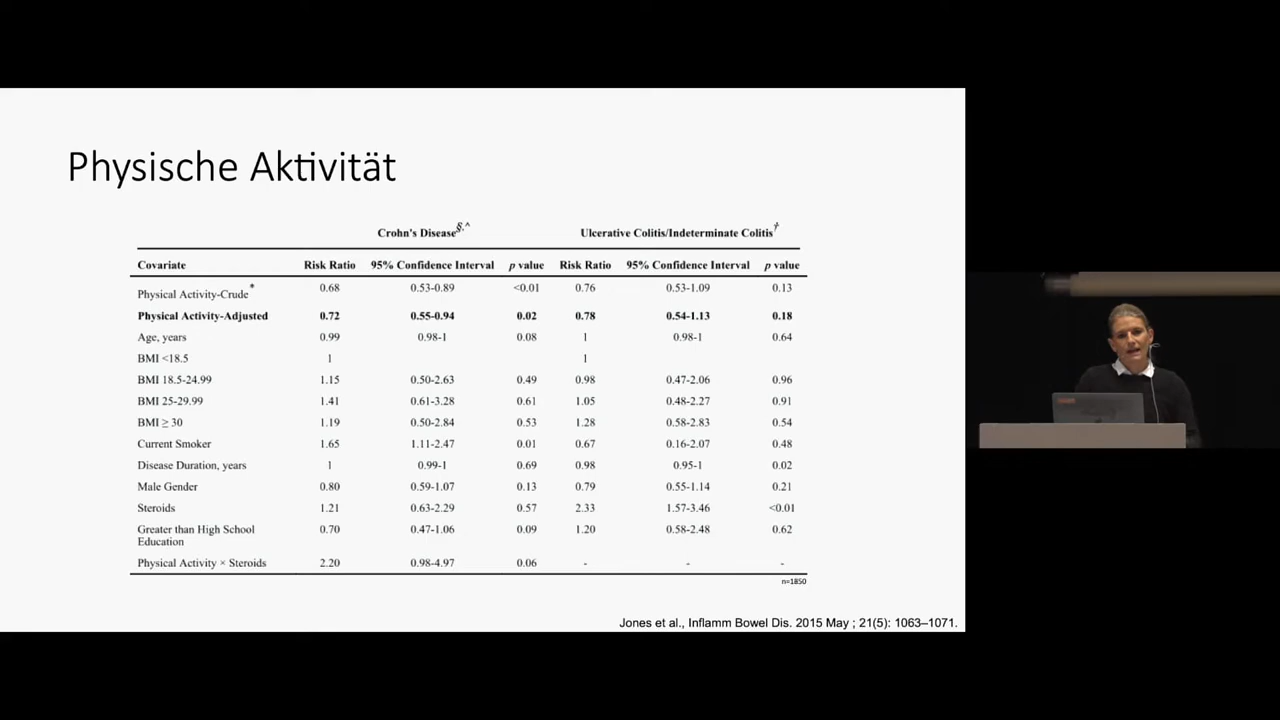 Physische Aktivität
Crohn's Disease§,^ Ulcerative Colitis/Indeterminate Colitis†
Covariate Risk Ratio 95% Confidence Interval p value Risk Ratio 95% Confidence Interval p value
Physical Activity-Crude* 0.68 0.53-0.89 <0.01 0.76 0.53-1.09 0.13
Physical Activity-Adjusted 0.72 0.55-0.94 0.02 0.78 0.54-1.13 0.18
Age, years 0.99 0.98-1 0.08 1 0.98-1 0.64
BMI <18.5 1 1
BMI 18.5-24.99 1.15 0.50-2.63 0.49 0.98 0.47-2.06 0.96
BMI 25-29.99 1.41 0.61-3.28 0.61 1.05 0.48-2.27 0.91
BMI ≥ 30 1.19 0.50-2.84 0.53 1.28 0.58-2.83 0.54
Current Smoker 1.65 1.11-2.47 0.01 0.67 0.16-2.07 0.48
Disease Duration, years 1 0.99-1 0.69 0.98 0.95-1 0.02
Male Gender 0.80 0.59-1.07 0.13 0.79 0.55-1.14 0.21
Steroids 1.21 0.63-2.29 0.57 2.33 1.57-3.46 <0.01
Greater than High School 0.70 0.47-1.06 0.09 1.20 0.58-2.48 0.62
Education
Physical Activity × Steroids 2.20 0.98-4.97 0.06 - - -
n=1850
Jones et al., Inflamm Bowel Dis. 2015 May ; 21(5): 1063–1071.